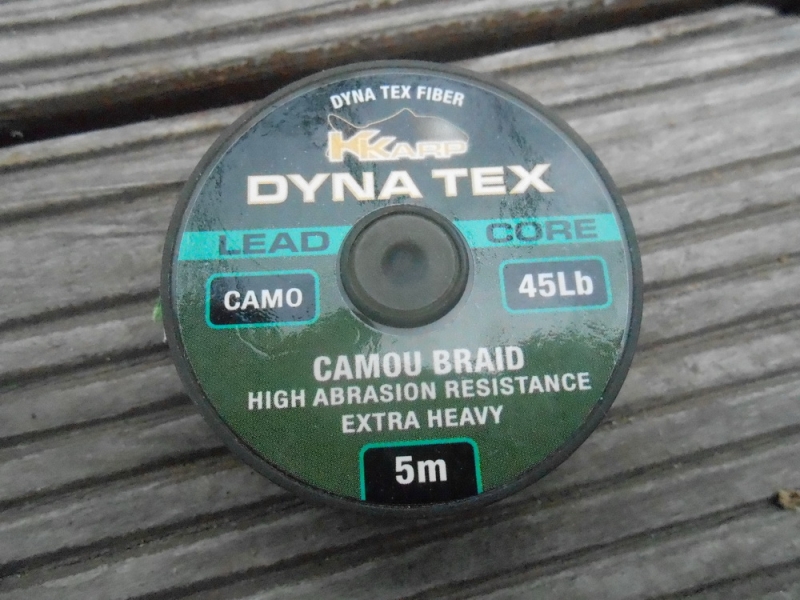 DYNA TEX FIBER
KKARP
DYNA TEX
LEAD CORE
CAMO 45Lb
CAMOU BRAID
HIGH ABRASION RESISTANCE
EXTRA HEAVY
5m